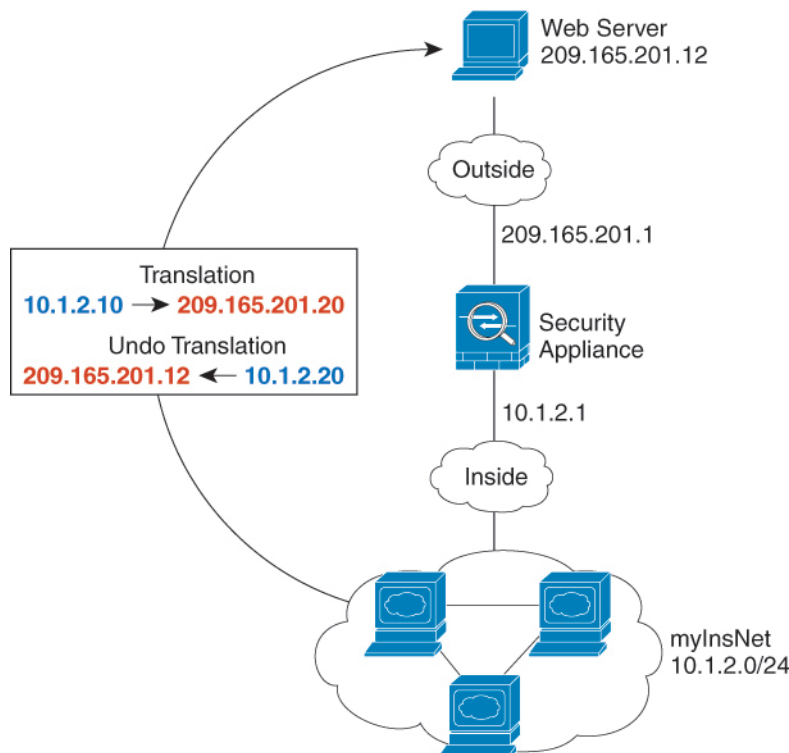 Web Server
209.165.201.12
Outside
209.165.201.1
Translation
10.1.2.10 → 209.165.201.20
Undo Translation
209.165.201.12 ← 10.1.2.20
Security
Appliance
10.1.2.1
Inside
myInsNet
10.1.2.0/24